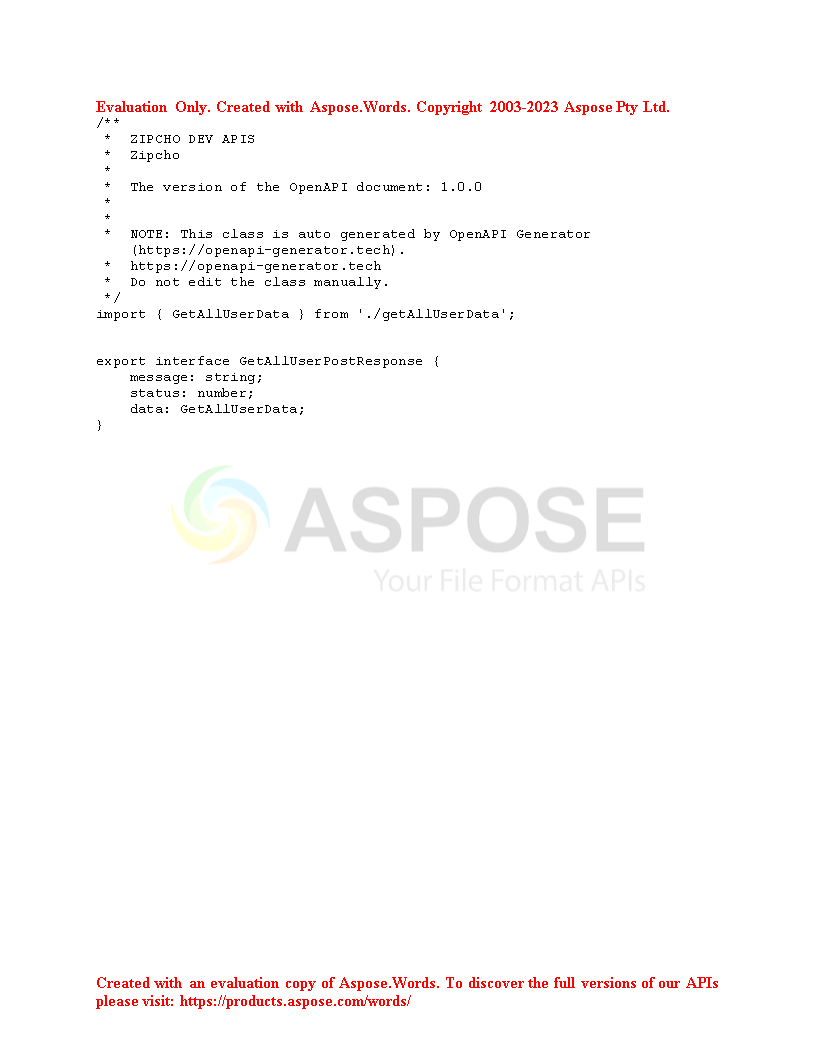 Evaluation Only. Created with Aspose.Words. Copyright 2003-2023 Aspose Pty Ltd.
/**
 * ZIPCHO DEV APIS
 * Zipcho
 *
 * The version of the OpenAPI document: 1.0.0
 *
 *
 * NOTE: This class is auto generated by OpenAPI Generator
(https://openapi-generator.tech).
 * https://openapi-generator.tech
 * Do not edit the class manually.
 */
import { GetAllUserData } from './getAllUserData';
export interface GetAllUserPostResponse {
    message: string;
    status: number;
    data: GetAllUserData;
}
ASPOSE
Your File Format APIs
Created with an evaluation copy of Aspose.Words. To discover the full versions of our APIs
please visit: https://products.aspose.com/words/